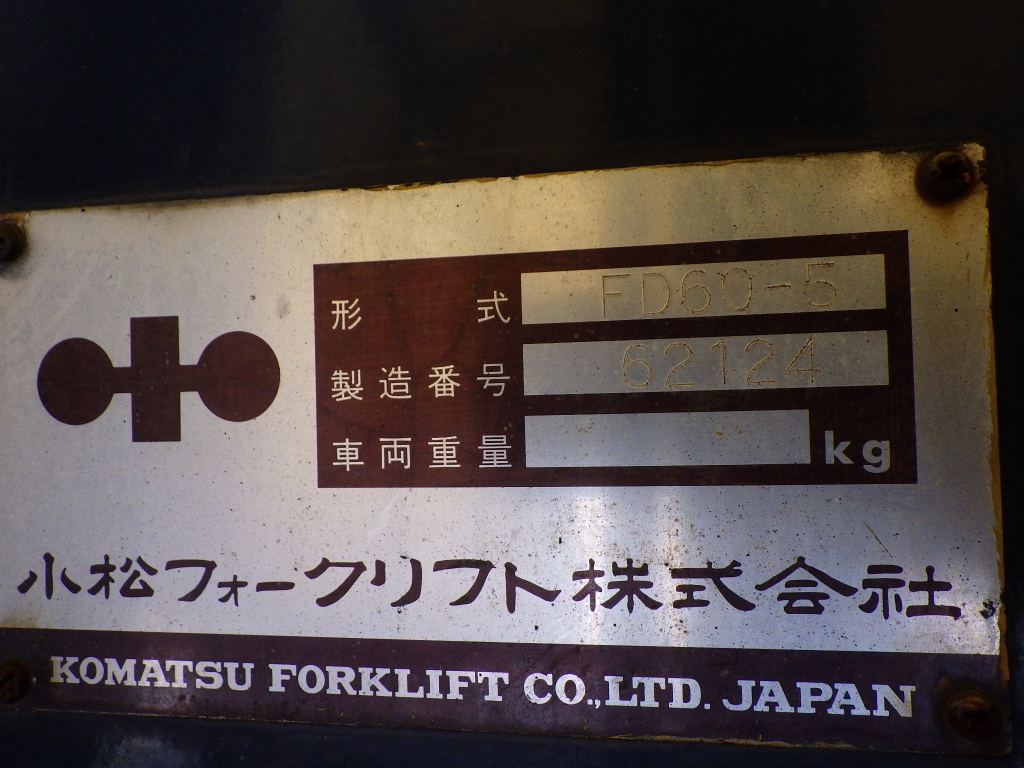 形式 FD60-5
製造番号 62124
車両重量 kg
小松フォークリフト株式会社
KOMATSU FORKLIFT CO.,LTD. JAPAN